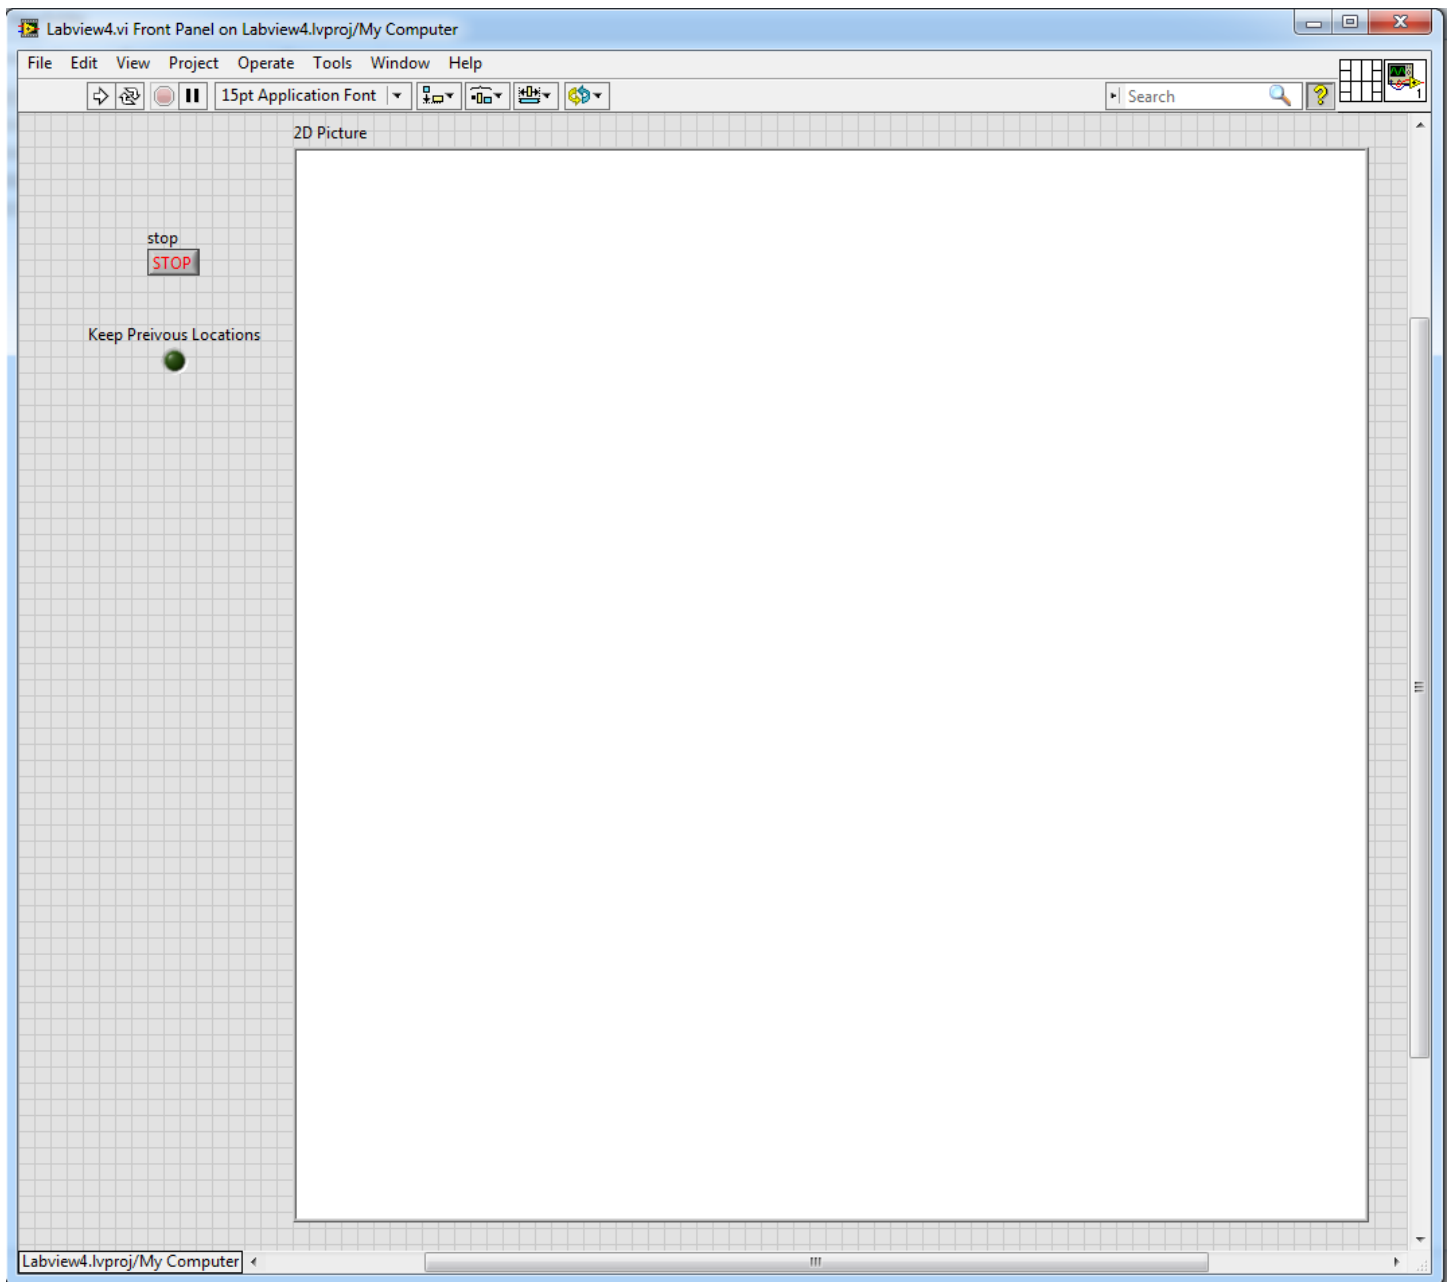 Labview4.vi Front Panel on Labview4.lvproj/My Computer
File Edit View Project Operate Tools Window Help
15pt Application Font
Search
1
2D Picture
stop
STOP
Keep Preivous Locations
Labview4.lvproj/My Computer